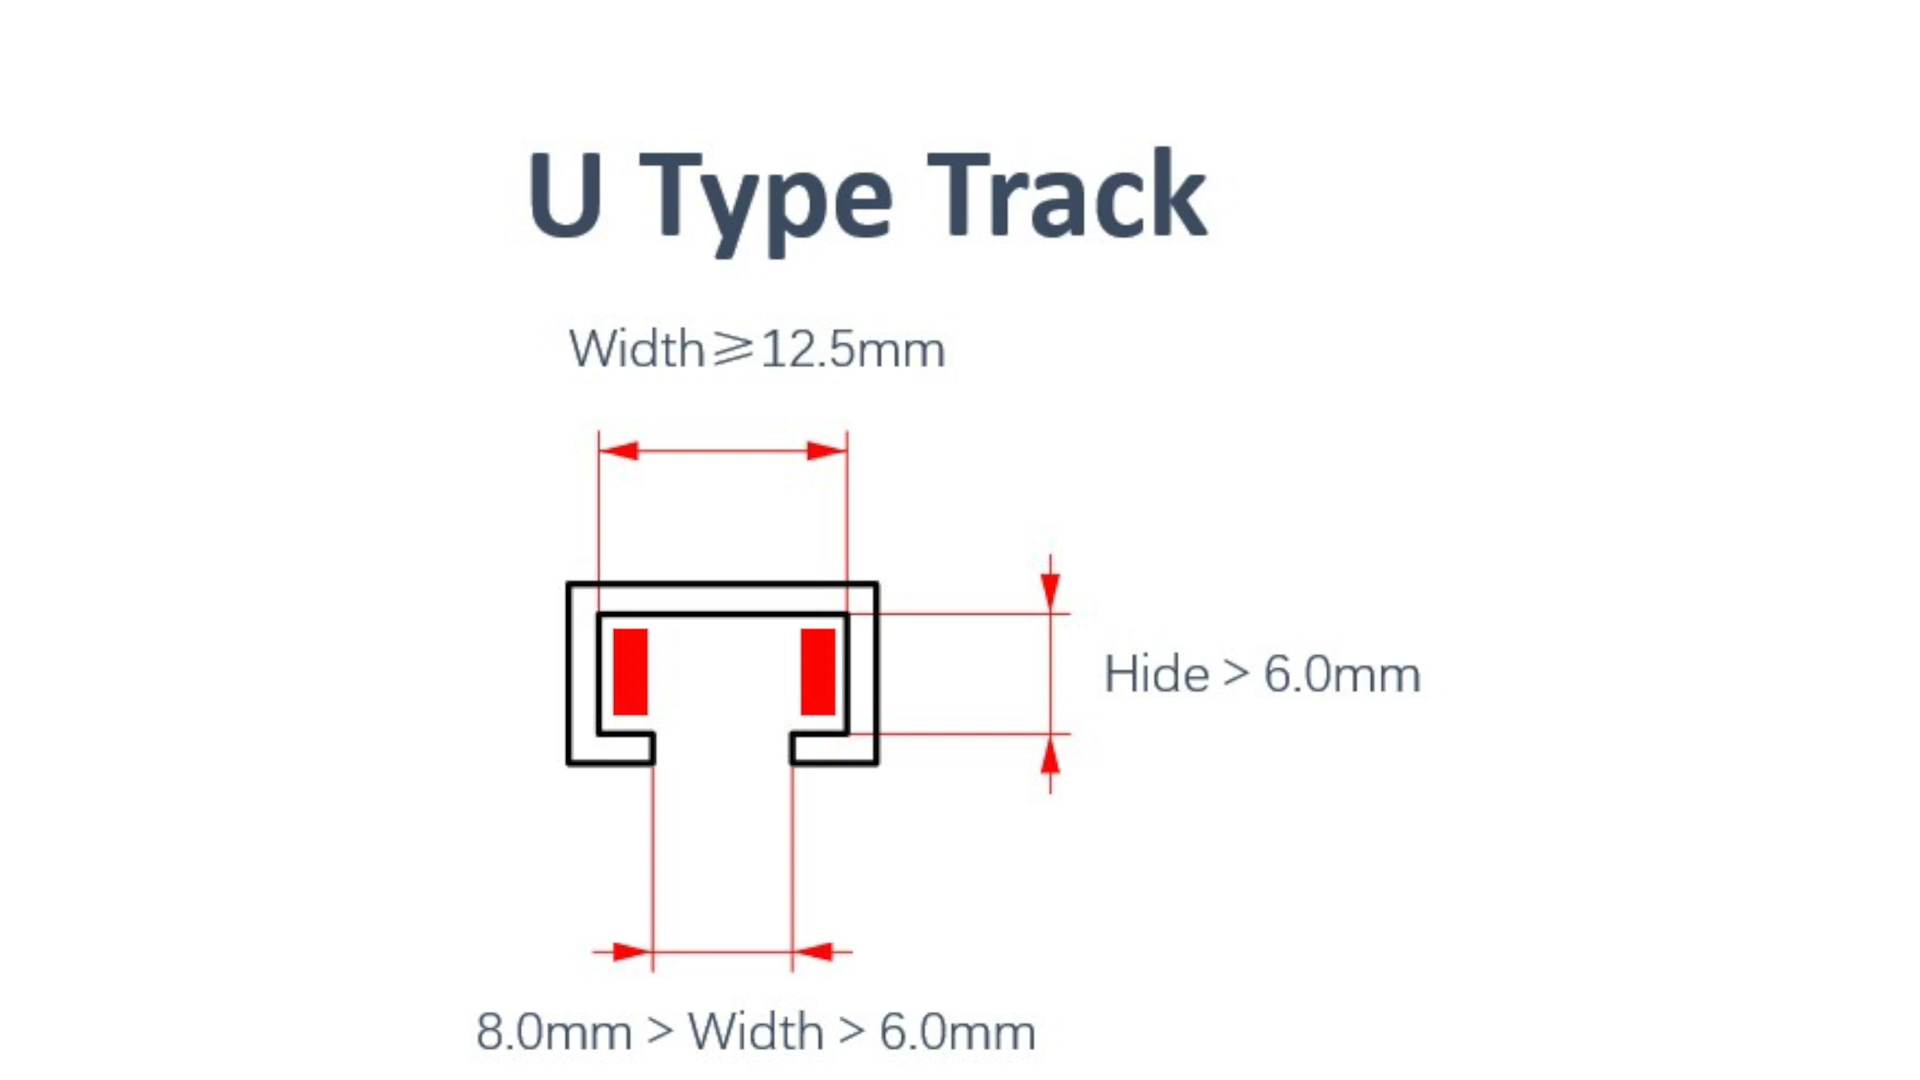 U Type Track
Width⩾12.5mm
Hide > 6.0mm
8.0mm > Width > 6.0mm